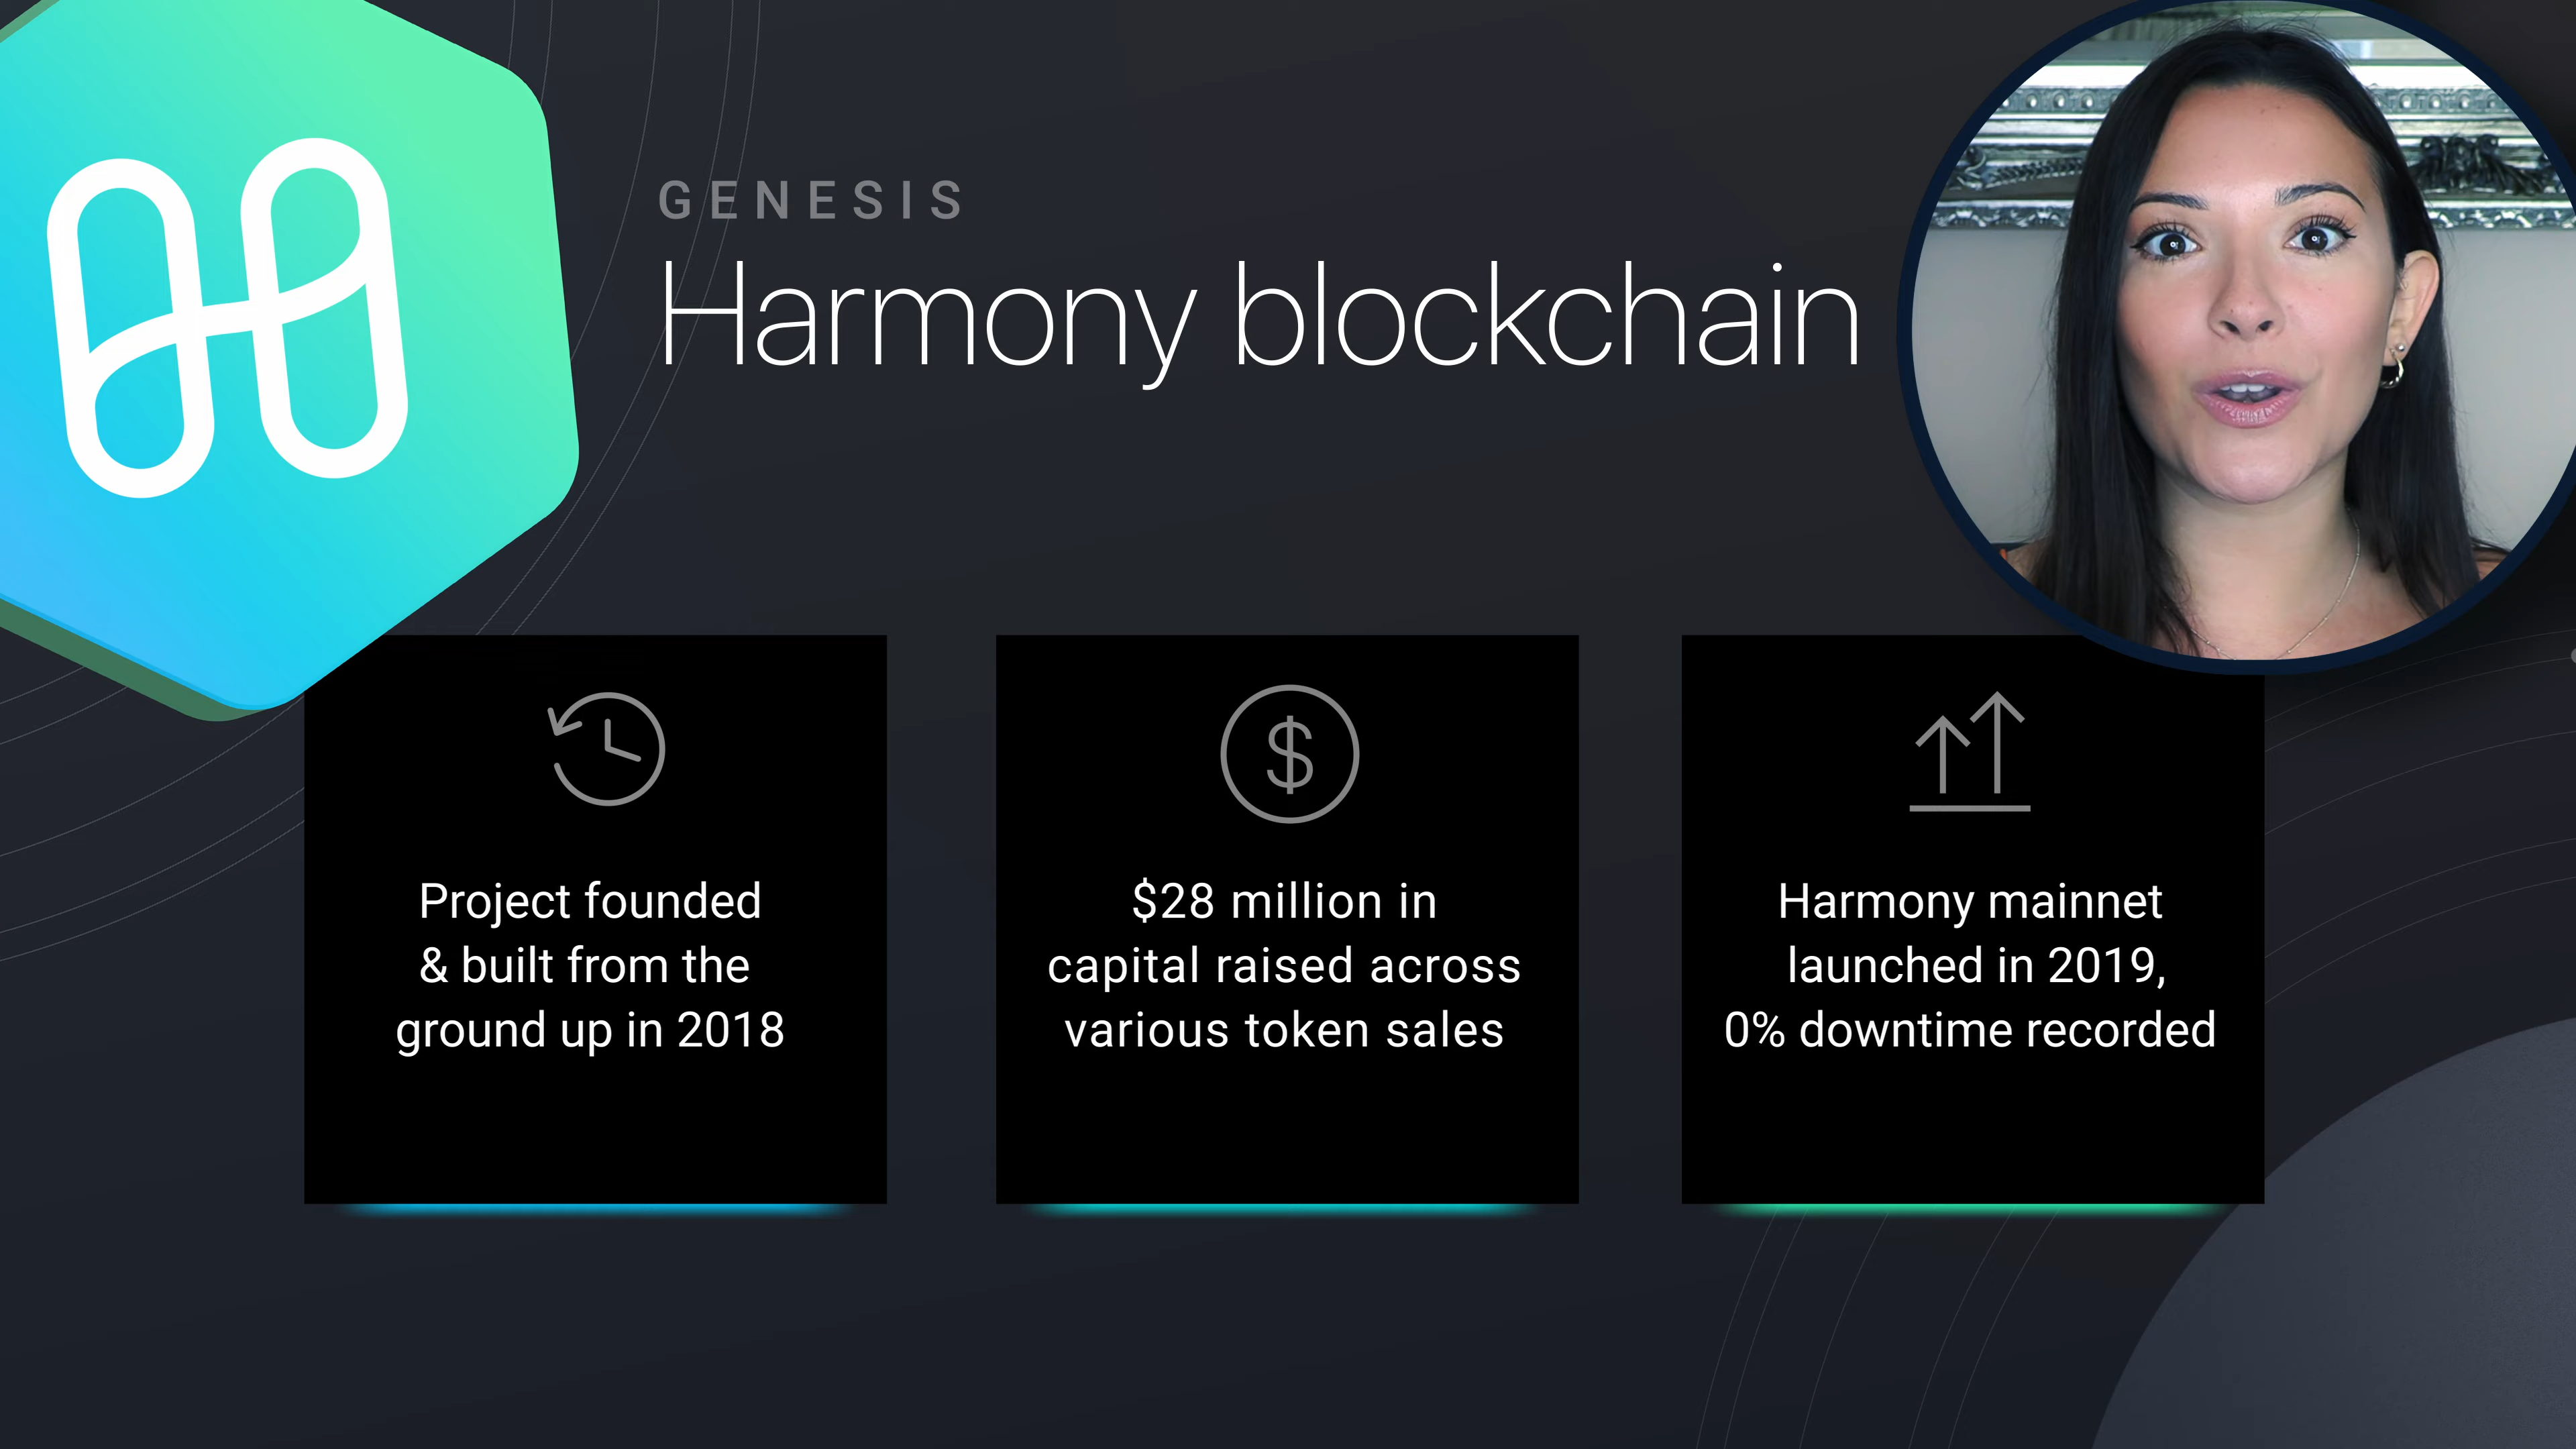 GENESIS
Harmony blockchain
Project founded
& built from the
ground up in 2018
$28 million in
capital raised across
various token sales
Harmony mainnet
launched in 2019,
0% downtime recorded